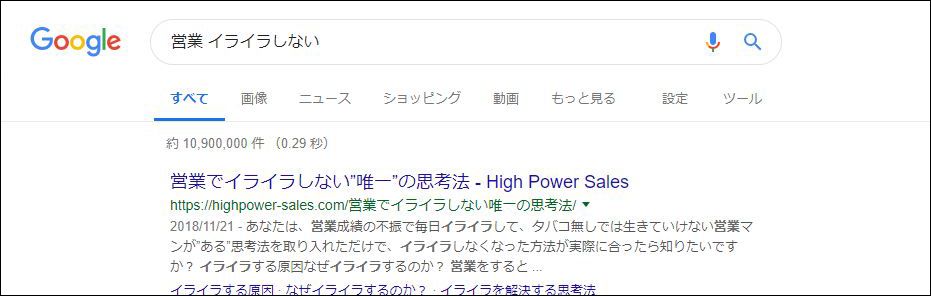 Google 営業 イライラしない
すべて 画像 ニュース ショッピング 動画 もっと見る 設定 ツール
約 10,900,000 件 （0.29 秒）
営業でイライラしない”唯一”の思考法 - High Power Sales
https://highpower-sales.com/営業でイライラしない唯一の思考法/
2018/11/21 - あなたは、営業成績の不振で毎日イライラして、タバコ無しでは生きていけない営業マ
ンが”ある”思考法を取り入れただけで、イライラしなくなった方法が実際に合ったら知りたいです
か？ イライラする原因なぜイライラするのか？ 営業をすると ...
イライラする原因 · なぜイライラするのか？ · イライラを解決する思考法